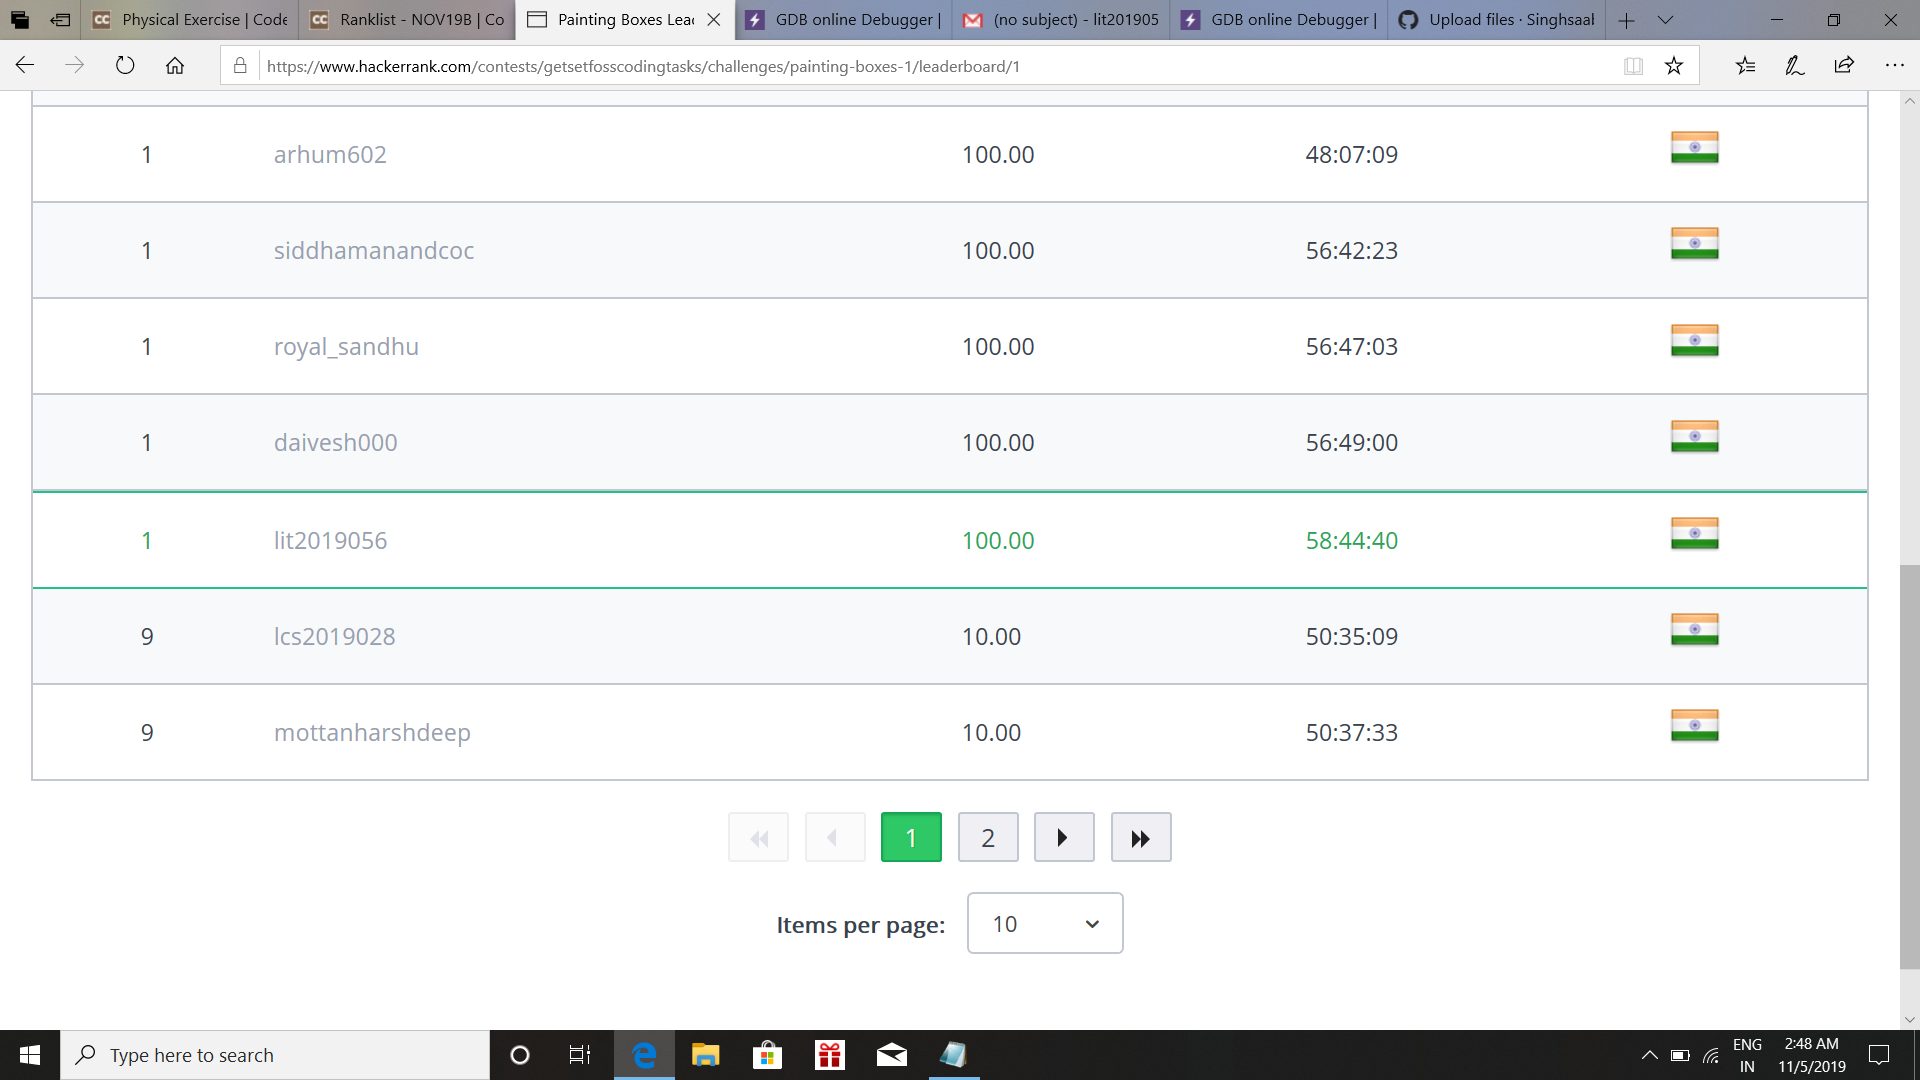 Physical Exercise | Code
Ranklist - NOV19B | Co
Painting Boxes Lead
GDB online Debugger |
(no subject) - lit201905
GDB online Debugger |
Upload files · Singhsaal
https://www.hackerrank.com/contests/getsetfosscodingtasks/challenges/painting-boxes-1/leaderboard/1
1 arhum602 100.00 48:07:09
1 siddhamanandcoc 100.00 56:42:23
1 royal_sandhu 100.00 56:47:03
1 daivesh000 100.00 56:49:00
1 lit2019056 100.00 58:44:40
9 lcs2019028 10.00 50:35:09
9 mottanharshdeep 10.00 50:37:33
1 2
Items per page: 10
Type here to search
ENG
IN
2:48 AM
11/5/2019